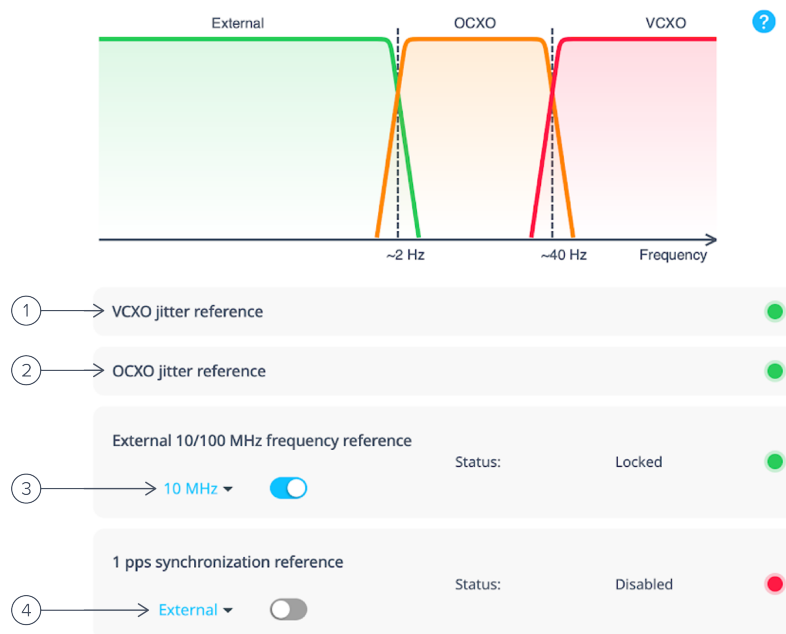 External OCXO VCXO ?
~2 Hz ~40 Hz Frequency
1 VCXO jitter reference
2 OCXO jitter reference
External 10/100 MHz frequency reference
Status: Locked
3 10 MHz
1 pps synchronization reference
Status: Disabled
4 External